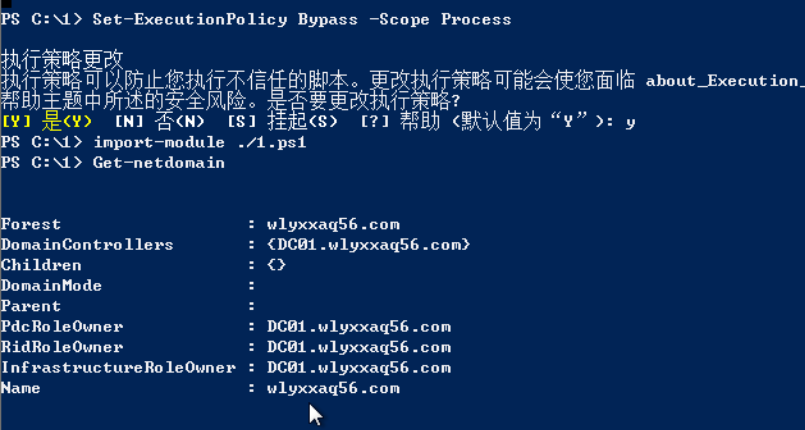 PS C:\1> Set-ExecutionPolicy Bypass -Scope Process
执行策略更改
执行策略可以防止您执行不信任的脚本。更改执行策略可能会使您面临 about_Execution_
帮助主题中所述的安全风险。是否要更改执行策略?
[Y] 是(Y)  [N] 否(N)  [S] 挂起(S)  [?] 帮助 (默认值为“Y”): y
PS C:\1> import-module ./1.ps1
PS C:\1> Get-netdomain
Forest                  : wlyxxaq56.com
DomainControllers       : {DC01.wlyxxaq56.com}
Children                : {}
DomainMode              :
Parent                  :
PdcRoleOwner            : DC01.wlyxxaq56.com
RidRoleOwner            : DC01.wlyxxaq56.com
InfrastructureRoleOwner : DC01.wlyxxaq56.com
Name                    : wlyxxaq56.com